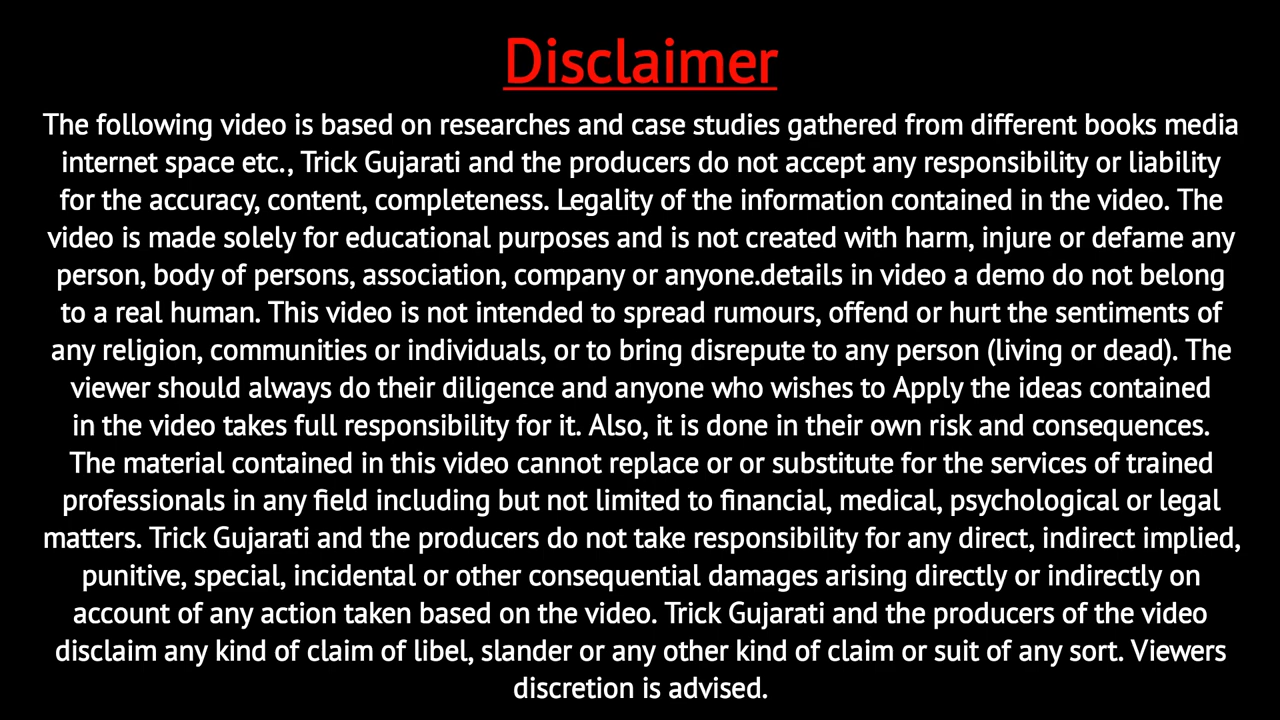 Disclaimer
The following video is based on researches and case studies gathered from different books media
internet space etc., Trick Gujarati and the producers do not accept any responsibility or liability
for the accuracy, content, completeness. Legality of the information contained in the video. The
video is made solely for educational purposes and is not created with harm, injure or defame any
person, body of persons, association, company or anyone.details in video a demo do not belong
to a real human. This video is not intended to spread rumours, offend or hurt the sentiments of
any religion, communities or individuals, or to bring disrepute to any person (living or dead). The
viewer should always do their diligence and anyone who wishes to Apply the ideas contained
in the video takes full responsibility for it. Also, it is done in their own risk and consequences.
The material contained in this video cannot replace or or substitute for the services of trained
professionals in any field including but not limited to financial, medical, psychological or legal
matters. Trick Gujarati and the producers do not take responsibility for any direct, indirect implied,
punitive, special, incidental or other consequential damages arising directly or indirectly on
account of any action taken based on the video. Trick Gujarati and the producers of the video
disclaim any kind of claim of libel, slander or any other kind of claim or suit of any sort. Viewers
discretion is advised.